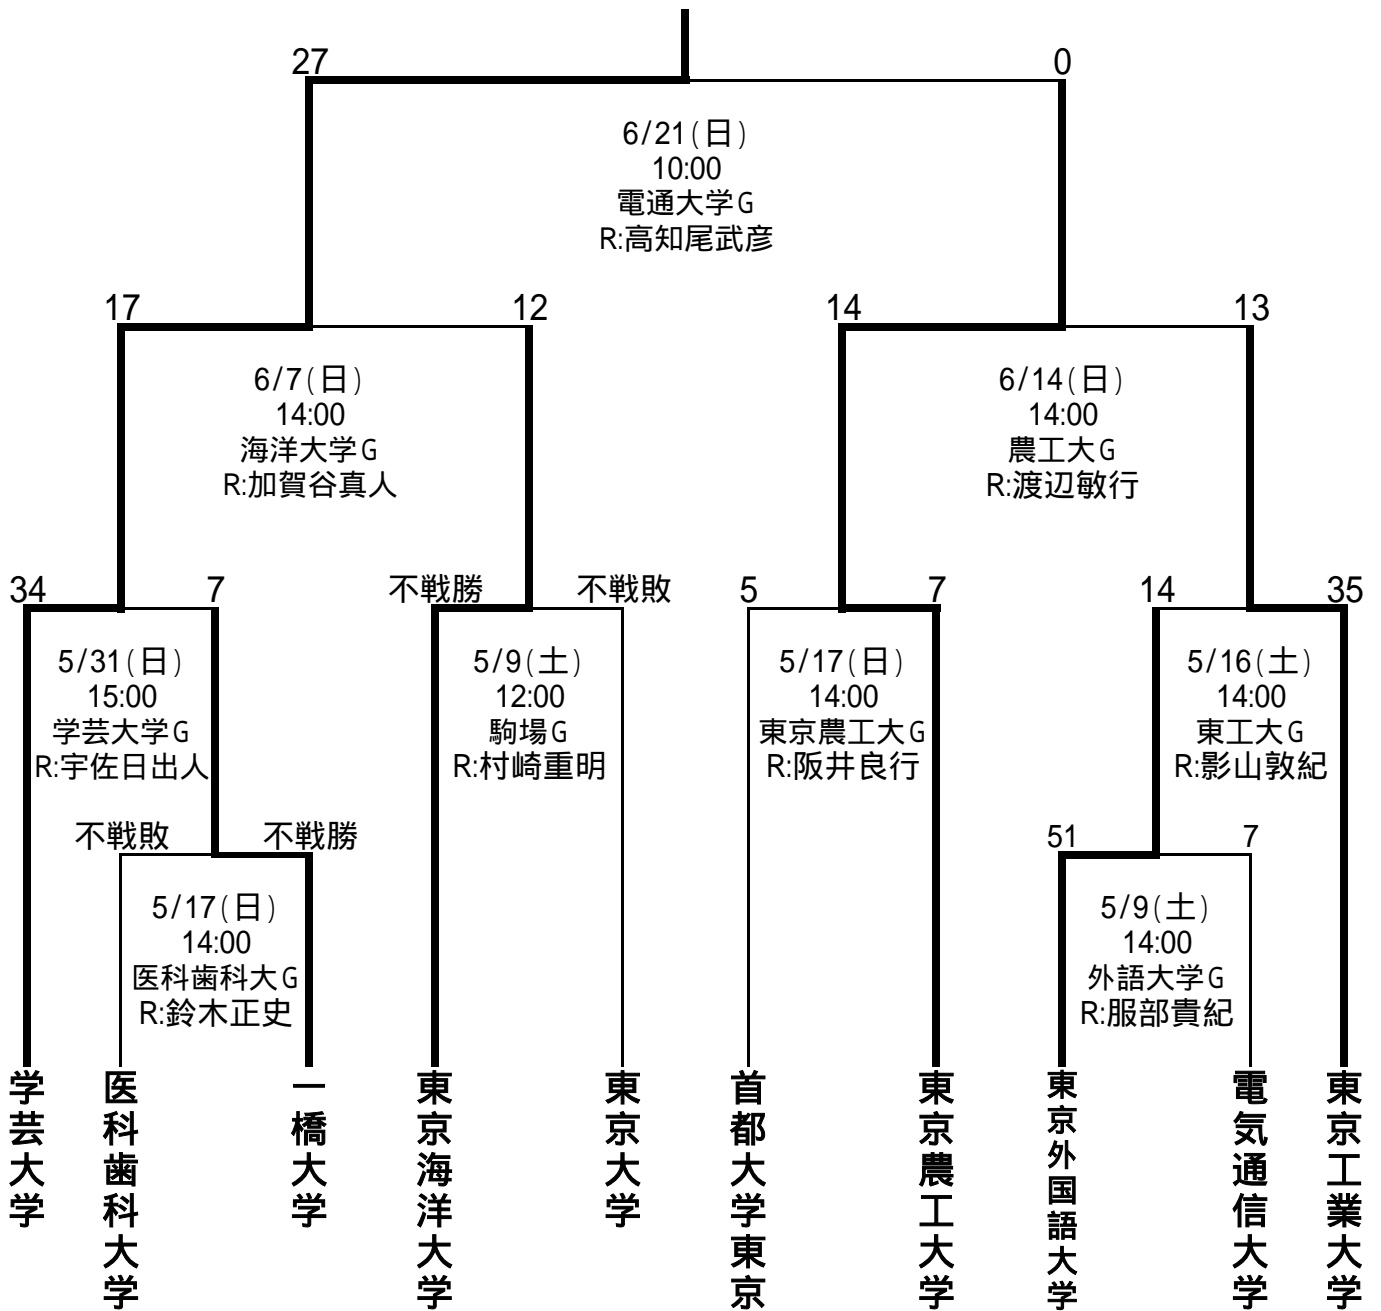 27
0
6/21(日)
10:00
電通大学G
R:高知尾武彦
17
12
14
13
6/7(日)
14:00
海洋大学G
R:加賀谷真人
6/14(日)
14:00
農工大G
R:渡辺敏行
34
7
不戦勝
不戦敗
5
7
14
35
5/31(日)
15:00
学芸大学G
R:宇佐日出人
5/9(土)
12:00
駒場G
R:村崎重明
5/17(日)
14:00
東京農工大G
R:阪井良行
5/16(土)
14:00
東工大G
R:影山敦紀
不戦敗
不戦勝
51
7
5/17(日)
14:00
医科歯科大G
R:鈴木正史
5/9(土)
14:00
外語大学G
R:服部貴紀
学芸大学
医科歯科大学
一橋大学
東京海洋大学
東京大学
首都大学東京
東京農工大学
東京外国語大学
電気通信大学
東京工業大学